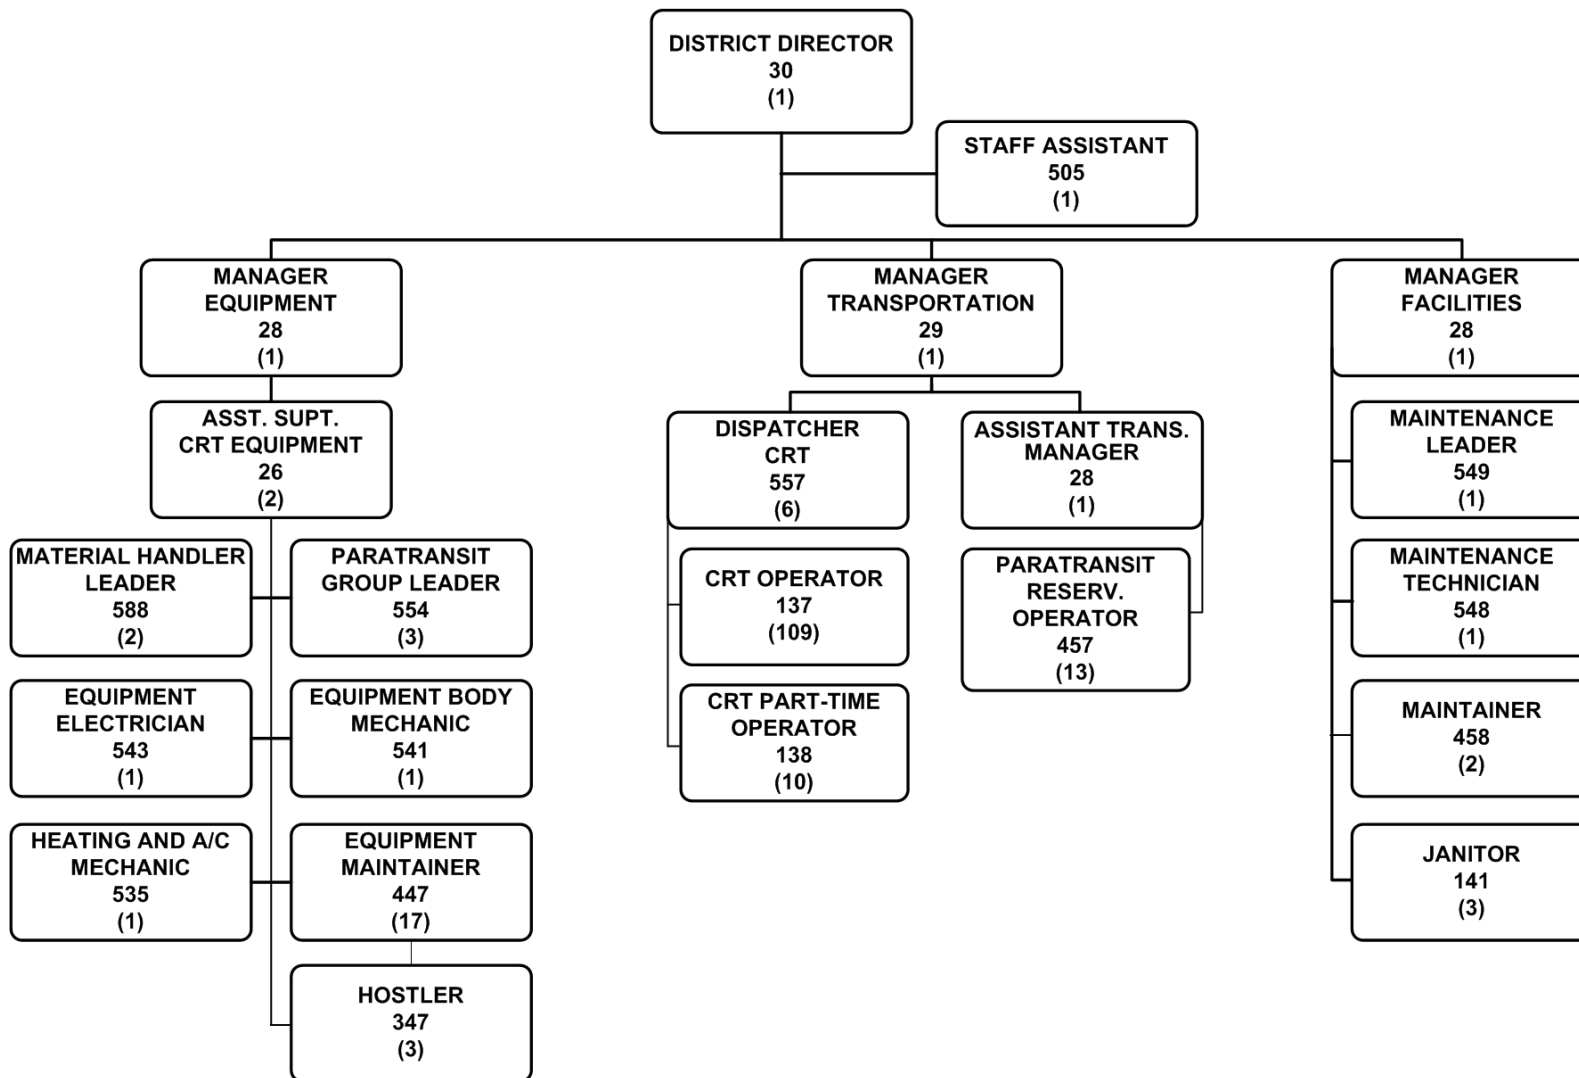 DISTRICT DIRECTOR
30
(1)
STAFF ASSISTANT
505
(1)
MANAGER
EQUIPMENT
28
(1)
MANAGER
TRANSPORTATION
29
(1)
MANAGER
FACILITIES
28
(1)
ASST. SUPT.
CRT EQUIPMENT
26
(2)
DISPATCHER
CRT
557
(6)
ASSISTANT TRANS.
MANAGER
28
(1)
MAINTENANCE
LEADER
549
(1)
MATERIAL HANDLER
LEADER
588
(2)
PARATRANSIT
GROUP LEADER
554
(3)
CRT OPERATOR
137
(109)
PARATRANSIT
RESERV.
OPERATOR
457
(13)
MAINTENANCE
TECHNICIAN
548
(1)
EQUIPMENT
ELECTRICIAN
543
(1)
EQUIPMENT BODY
MECHANIC
541
(1)
CRT PART-TIME
OPERATOR
138
(10)
MAINTAINER
458
(2)
HEATING AND A/C
MECHANIC
535
(1)
EQUIPMENT
MAINTAINER
447
(17)
JANITOR
141
(3)
HOSTLER
347
(3)